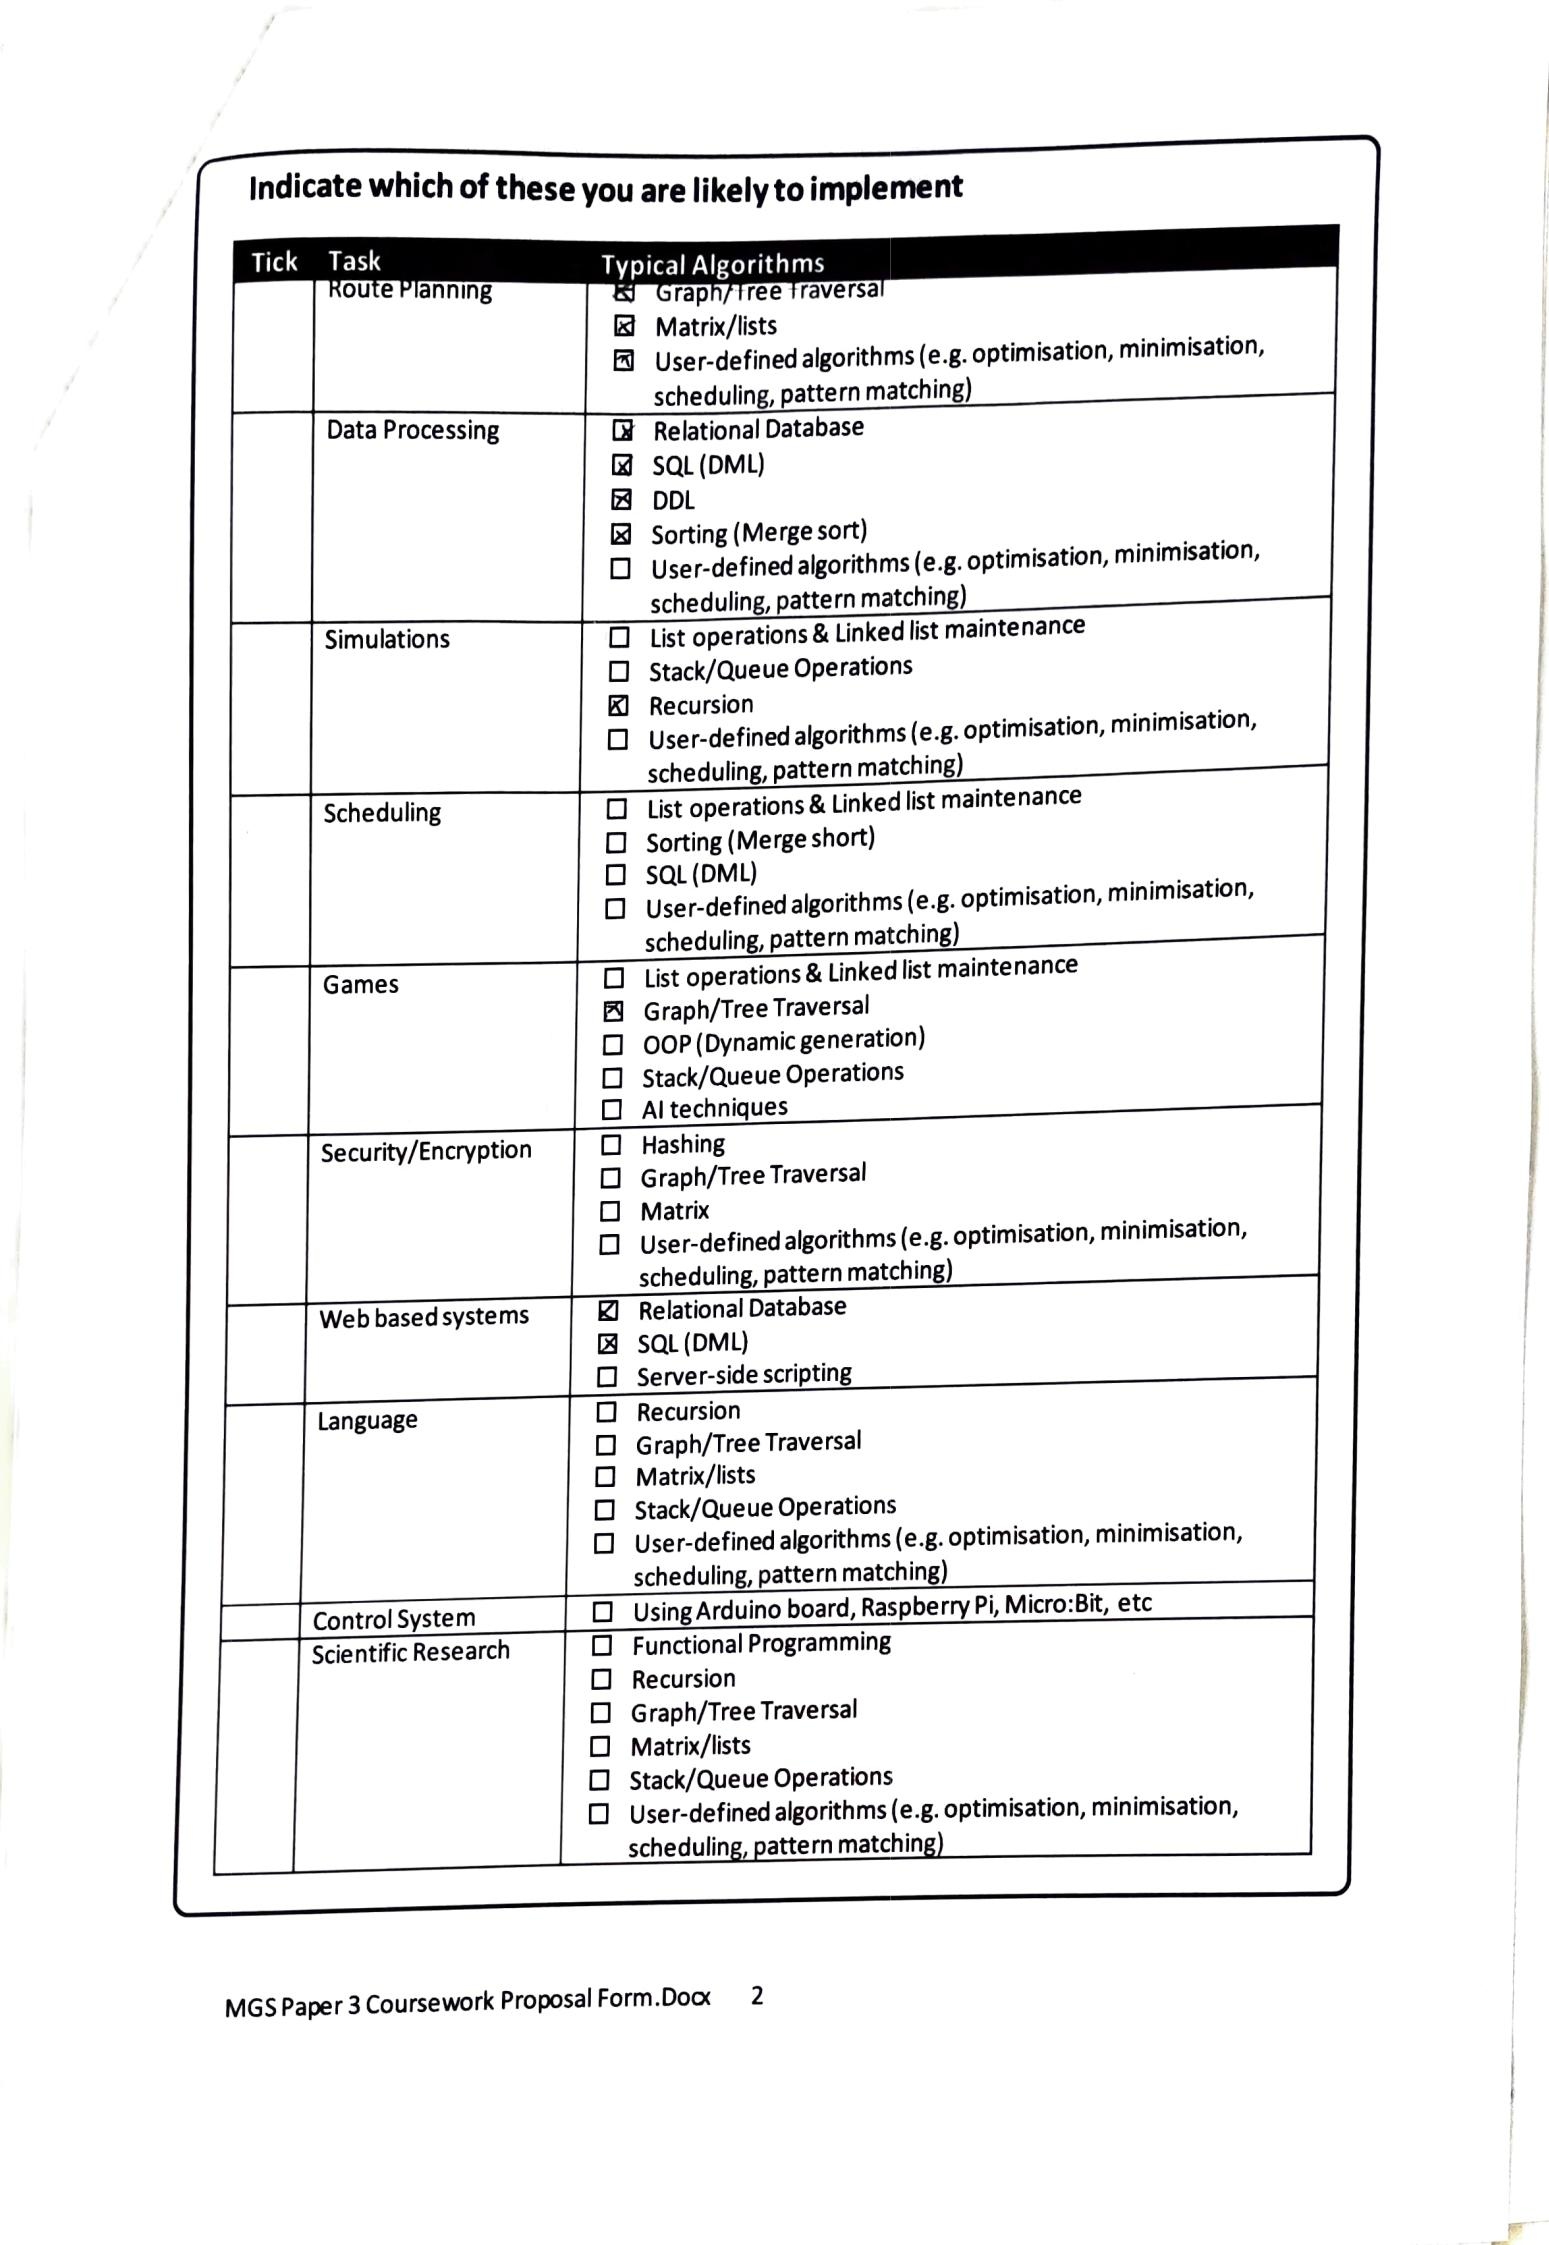 Indicate which of these you are likely to implement
Tick Task Typical Algorithms
Route Planning ☒ Graph/Tree Traversal
☒ Matrix/lists
☒ User-defined algorithms (e.g. optimisation, minimisation,
scheduling, pattern matching)
Data Processing ☒ Relational Database
☒ SQL (DML)
☒ DDL
☒ Sorting (Merge sort)
☐ User-defined algorithms (e.g. optimisation, minimisation,
scheduling, pattern matching)
Simulations ☐ List operations & Linked list maintenance
☐ Stack/Queue Operations
☒ Recursion
☐ User-defined algorithms (e.g. optimisation, minimisation,
scheduling, pattern matching)
Scheduling ☐ List operations & Linked list maintenance
☐ Sorting (Merge short)
☐ SQL (DML)
☐ User-defined algorithms (e.g. optimisation, minimisation,
scheduling, pattern matching)
Games ☐ List operations & Linked list maintenance
☒ Graph/Tree Traversal
☐ OOP (Dynamic generation)
☐ Stack/Queue Operations
☐ AI techniques
Security/Encryption ☐ Hashing
☐ Graph/Tree Traversal
☐ Matrix
☐ User-defined algorithms (e.g. optimisation, minimisation,
scheduling, pattern matching)
Web based systems ☒ Relational Database
☒ SQL (DML)
☐ Server-side scripting
Language ☐ Recursion
☐ Graph/Tree Traversal
☐ Matrix/lists
☐ Stack/Queue Operations
☐ User-defined algorithms (e.g. optimisation, minimisation,
scheduling, pattern matching)
Control System ☐ Using Arduino board, Raspberry Pi, Micro:Bit, etc
Scientific Research ☐ Functional Programming
☐ Recursion
☐ Graph/Tree Traversal
☐ Matrix/lists
☐ Stack/Queue Operations
☐ User-defined algorithms (e.g. optimisation, minimisation,
scheduling, pattern matching)
MGS Paper 3 Coursework Proposal Form.Docx 2